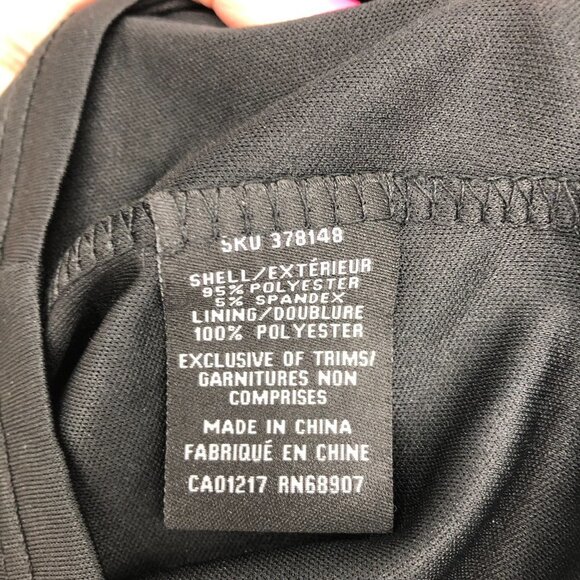 SKU 378148
SHELL/EXTÉRIEUR
95% POLYESTER
5% SPANDEX
LINING/DOUBLURE
100% POLYESTER
EXCLUSIVE OF TRIMS/
GARNITURES NON
COMPRISES
MADE IN CHINA
FABRIQUÉ EN CHINE
CA01217 RN68907